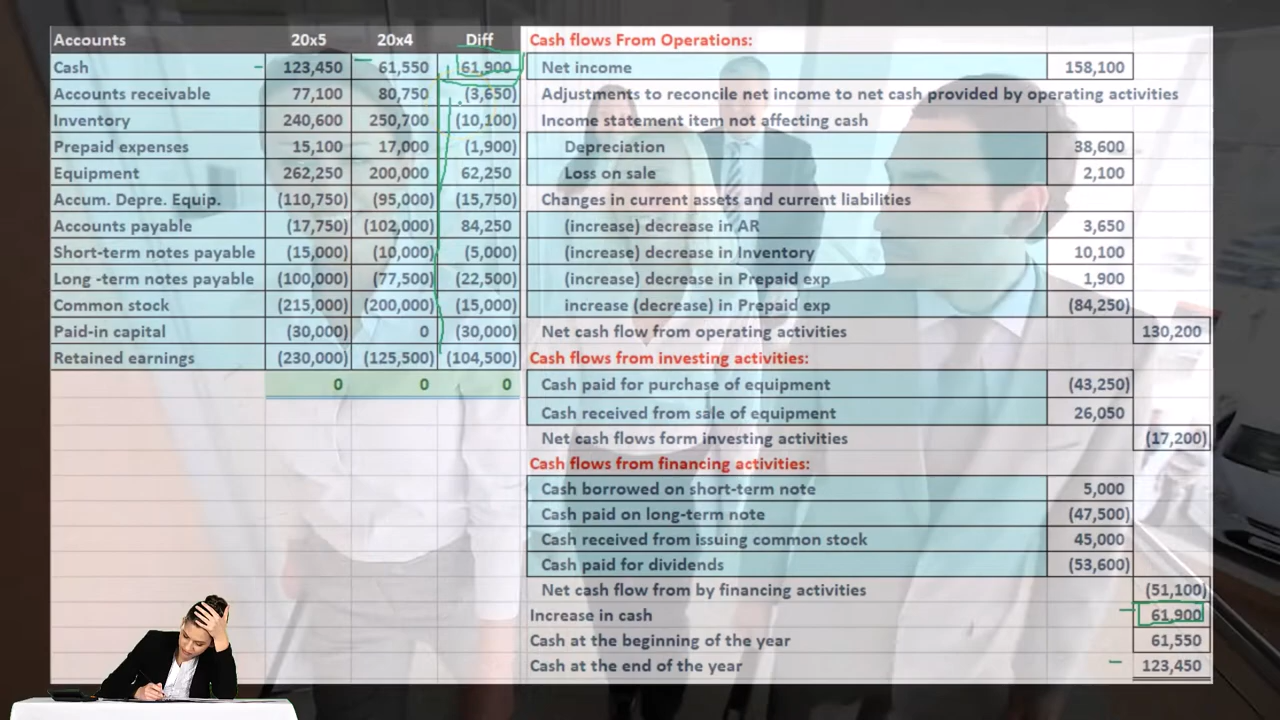 Accounts 20x5 20x4 Diff
Cash 123,450 61,550 61,900
Accounts receivable 77,100 80,750 (3,650)
Inventory 240,600 250,700 (10,100)
Prepaid expenses 15,100 17,000 (1,900)
Equipment 262,250 200,000 62,250
Accum. Depre. Equip. (110,750) (95,000) (15,750)
Accounts payable (17,750) (102,000) 84,250
Short-term notes payable (15,000) (10,000) (5,000)
Long -term notes payable (100,000) (77,500) (22,500)
Common stock (215,000) (200,000) (15,000)
Paid-in capital (30,000) 0 (30,000)
Retained earnings (230,000) (125,500) (104,500)
0 0 0
Cash flows From Operations:
Net income 158,100
Adjustments to reconcile net income to net cash provided by operating activities
Income statement item not affecting cash
Depreciation 38,600
Loss on sale 2,100
Changes in current assets and current liabilities
(increase) decrease in AR 3,650
(increase) decrease in Inventory 10,100
(increase) decrease in Prepaid exp 1,900
increase (decrease) in Prepaid exp (84,250)
Net cash flow from operating activities 130,200
Cash flows from investing activities:
Cash paid for purchase of equipment (43,250)
Cash received from sale of equipment 26,050
Net cash flows form investing activities (17,200)
Cash flows from financing activities:
Cash borrowed on short-term note 5,000
Cash paid on long-term note (47,500)
Cash received from issuing common stock 45,000
Cash paid for dividends (53,600)
Net cash flow from by financing activities (51,100)
Increase in cash 61,900
Cash at the beginning of the year 61,550
Cash at the end of the year 123,450